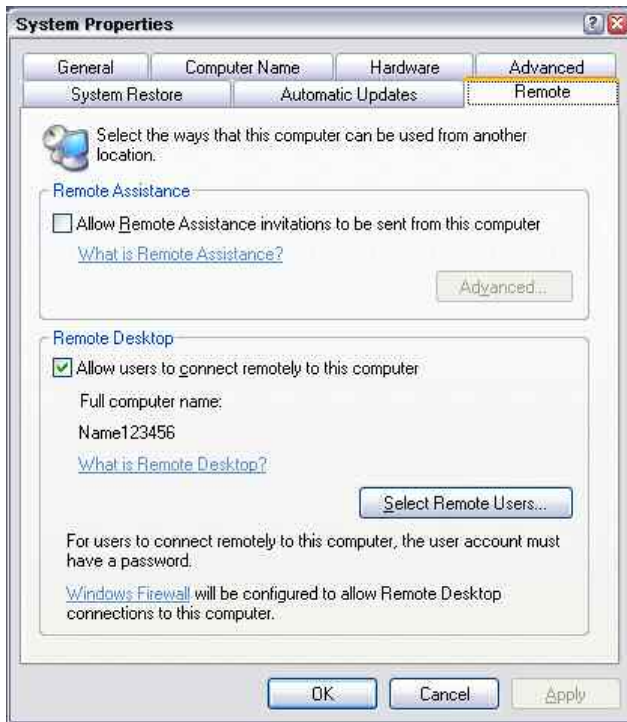 System Properties
General
Computer Name
Hardware
Advanced
System Restore
Automatic Updates
Remote
Select the ways that this computer can be used from another
location.
Remote Assistance
Allow Remote Assistance invitations to be sent from this computer
What is Remote Assistance?
Advanced...
Remote Desktop
Allow users to connect remotely to this computer
Full computer name:
Name123456
What is Remote Desktop?
Select Remote Users...
For users to connect remotely to this computer, the user account must
have a password.
Windows Firewall will be configured to allow Remote Desktop
connections to this computer.
OK
Cancel
Apply